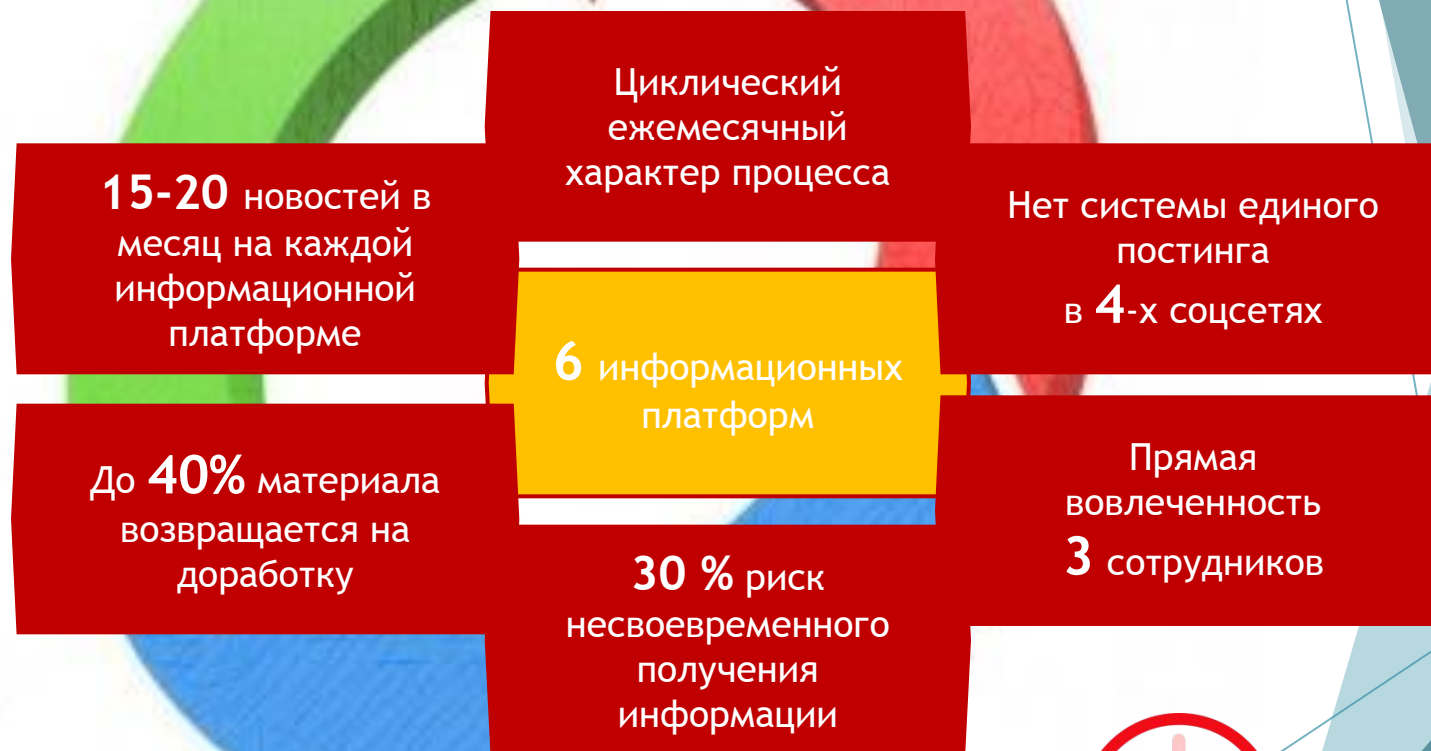 Циклический
ежемесячный
характер процесса
15-20 новостей в
месяц на каждой
информационной
платформе
Нет системы единого
постинга
в 4-х соцсетях
6 информационных
платформ
До 40% материала
возвращается на
доработку
Прямая
вовлеченность
3 сотрудников
30 % риск
несвоевременного
получения
информации